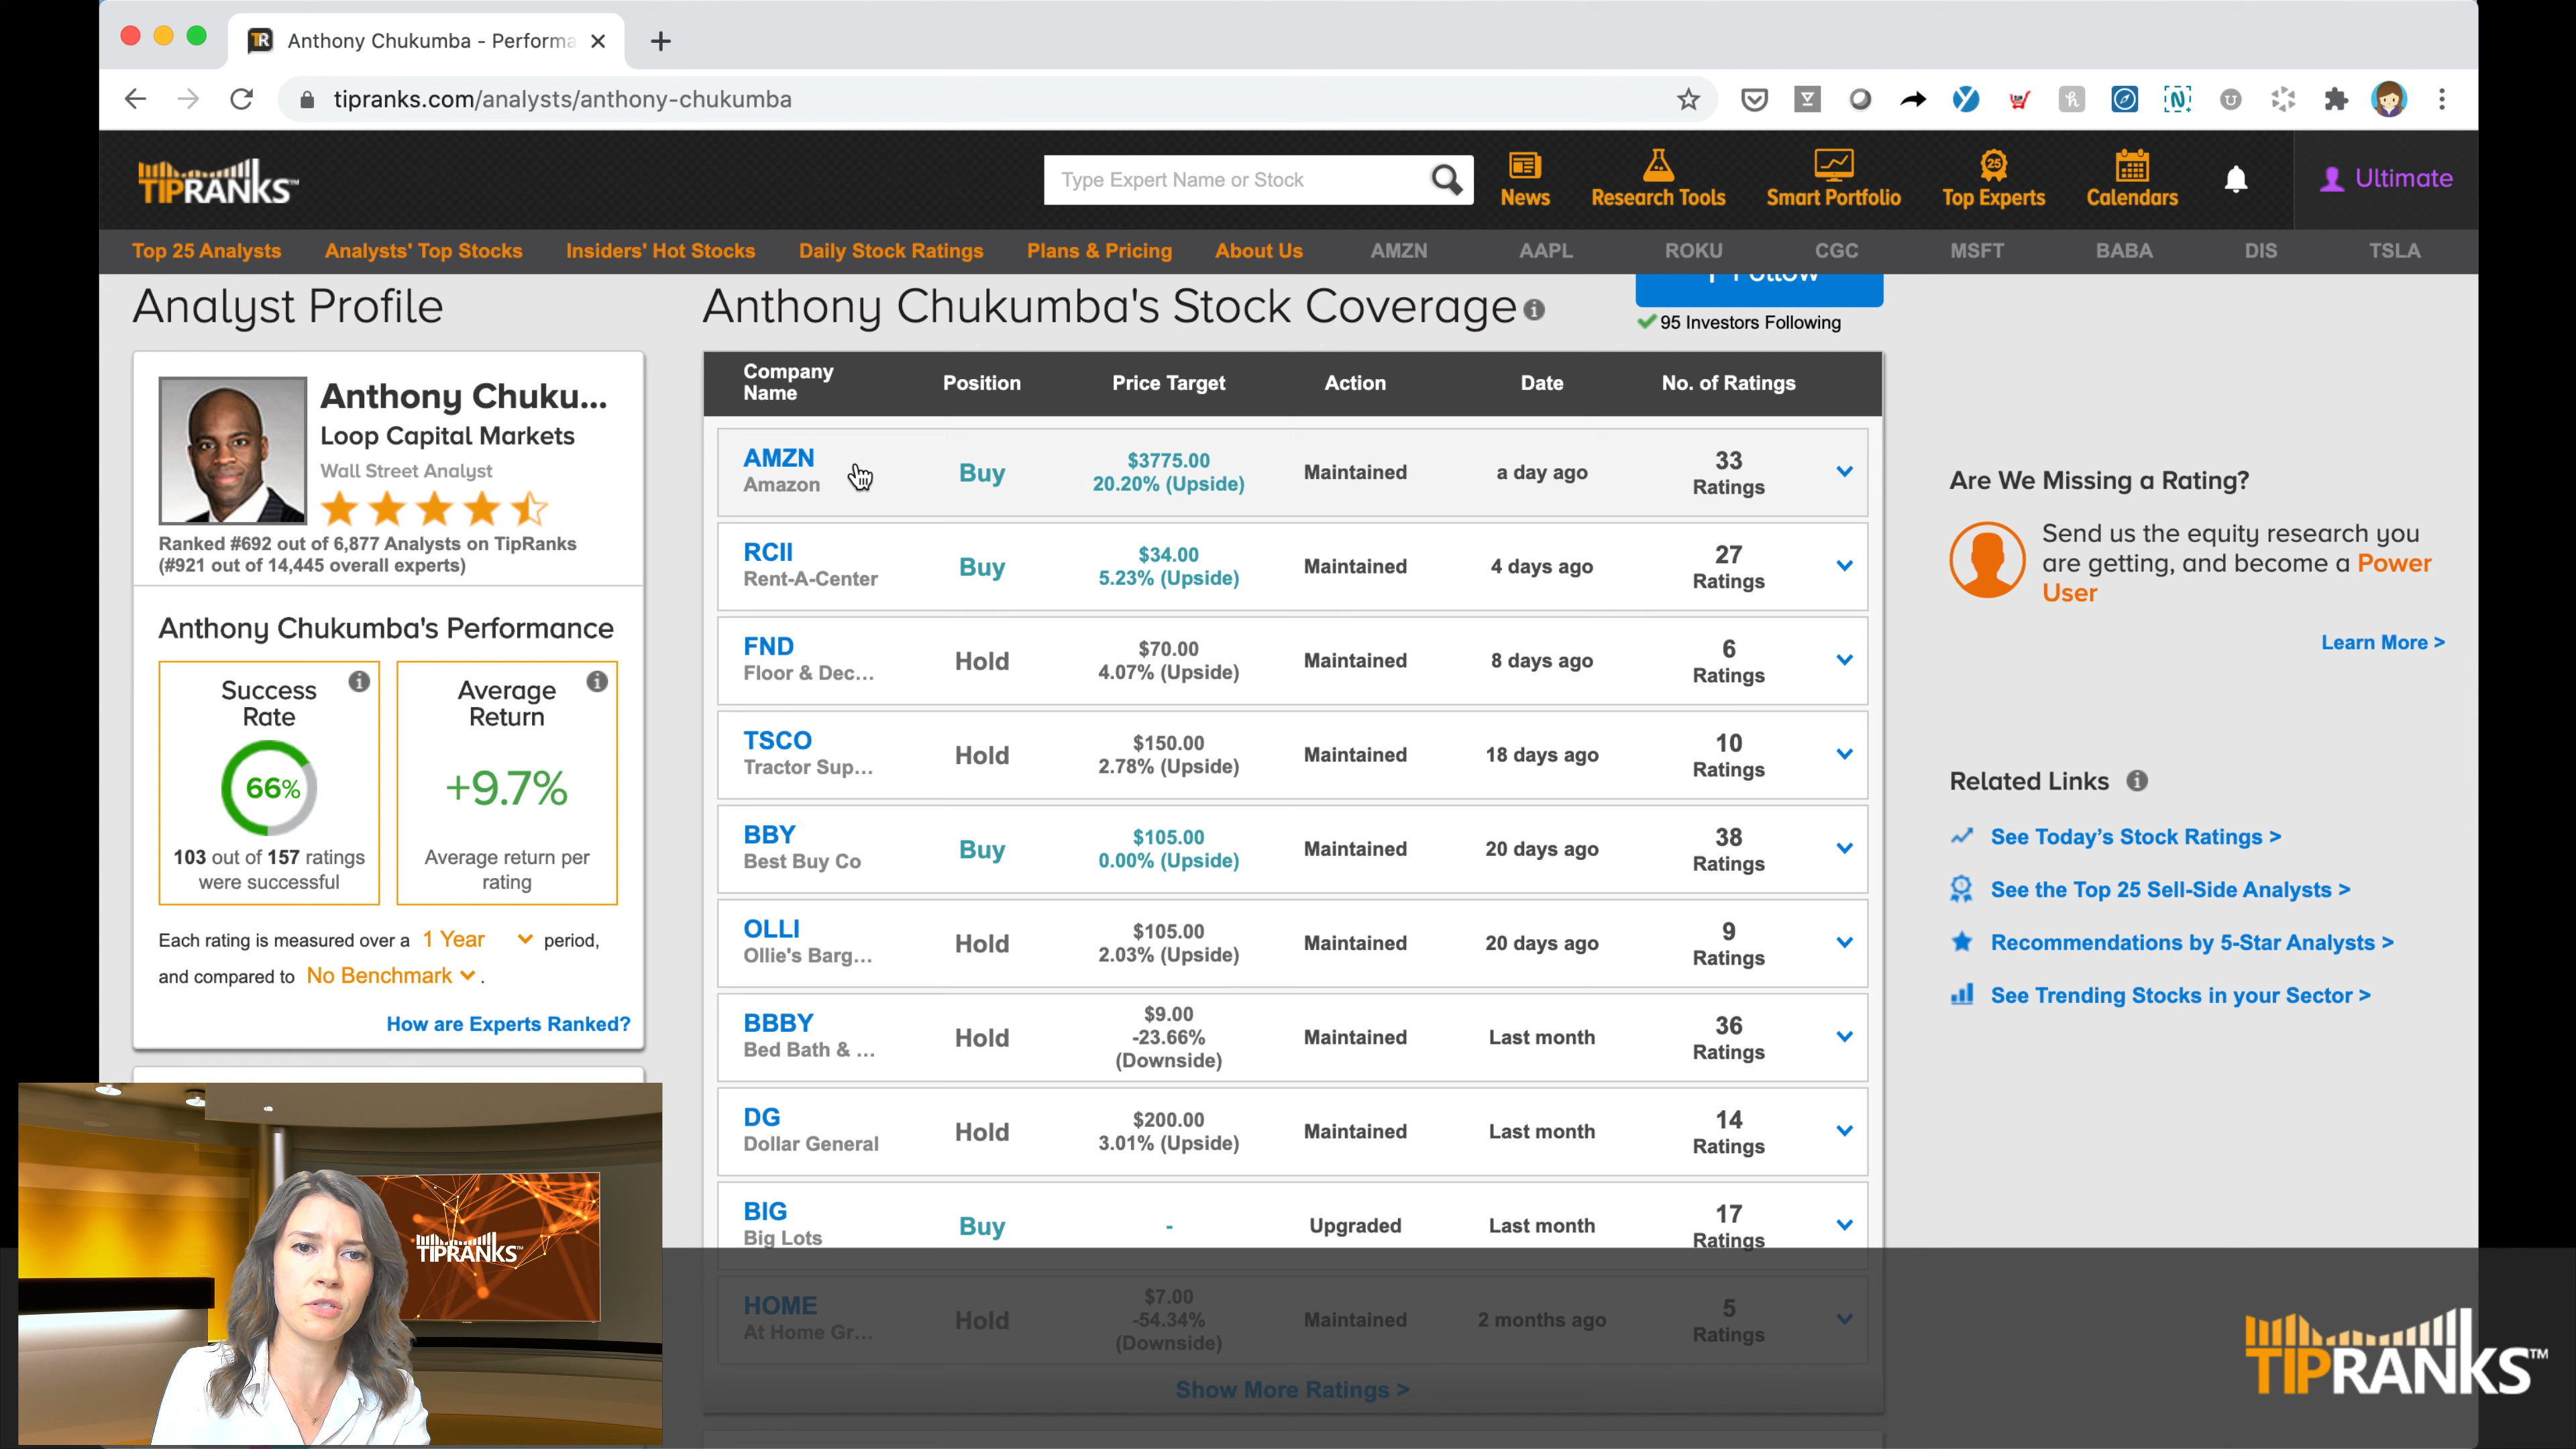 Anthony Chukumba - Performa
tipranks.com/analysts/anthony-chukumba
TIPRANKS™
Type Expert Name or Stock
News
Research Tools
Smart Portfolio
25
Top Experts
Calendars
Ultimate
Top 25 Analysts
Analysts' Top Stocks
Insiders' Hot Stocks
Daily Stock Ratings
Plans & Pricing
About Us
AMZN
AAPL
ROKU
CGC
MSFT
BABA
DIS
TSLA
Analyst Profile
Anthony Chuku...
Loop Capital Markets
Wall Street Analyst
Ranked #692 out of 6,877 Analysts on TipRanks
(#921 out of 14,445 overall experts)
Anthony Chukumba's Performance
Success
Rate
66%
103 out of 157 ratings
were successful
Average
Return
+9.7%
Average return per
rating
Each rating is measured over a 1 Year period,
and compared to No Benchmark .
How are Experts Ranked?
Anthony Chukumba's Stock Coverage
Follow
95 Investors Following
Company
Name
Position
Price Target
Action
Date
No. of Ratings
AMZN
Amazon
Buy
$3775.00
20.20% (Upside)
Maintained
a day ago
33
Ratings
RCII
Rent-A-Center
Buy
$34.00
5.23% (Upside)
Maintained
4 days ago
27
Ratings
FND
Floor & Dec...
Hold
$70.00
4.07% (Upside)
Maintained
8 days ago
6
Ratings
TSCO
Tractor Sup...
Hold
$150.00
2.78% (Upside)
Maintained
18 days ago
10
Ratings
BBY
Best Buy Co
Buy
$105.00
0.00% (Upside)
Maintained
20 days ago
38
Ratings
OLLI
Ollie's Barg...
Hold
$105.00
2.03% (Upside)
Maintained
20 days ago
9
Ratings
BBBY
Bed Bath & ...
Hold
$9.00
-23.66%
(Downside)
Maintained
Last month
36
Ratings
DG
Dollar General
Hold
$200.00
3.01% (Upside)
Maintained
Last month
14
Ratings
BIG
Big Lots
Buy
-
Upgraded
Last month
17
Ratings
HOME
At Home Gr...
Hold
$7.00
-54.34%
(Downside)
Maintained
2 months ago
5
Ratings
Show More Ratings >
Are We Missing a Rating?
Send us the equity research you
are getting, and become a Power
User
Learn More >
Related Links
See Today's Stock Ratings >
See the Top 25 Sell-Side Analysts >
Recommendations by 5-Star Analysts >
See Trending Stocks in your Sector >
TIPRANKS™
TIPRANKS™